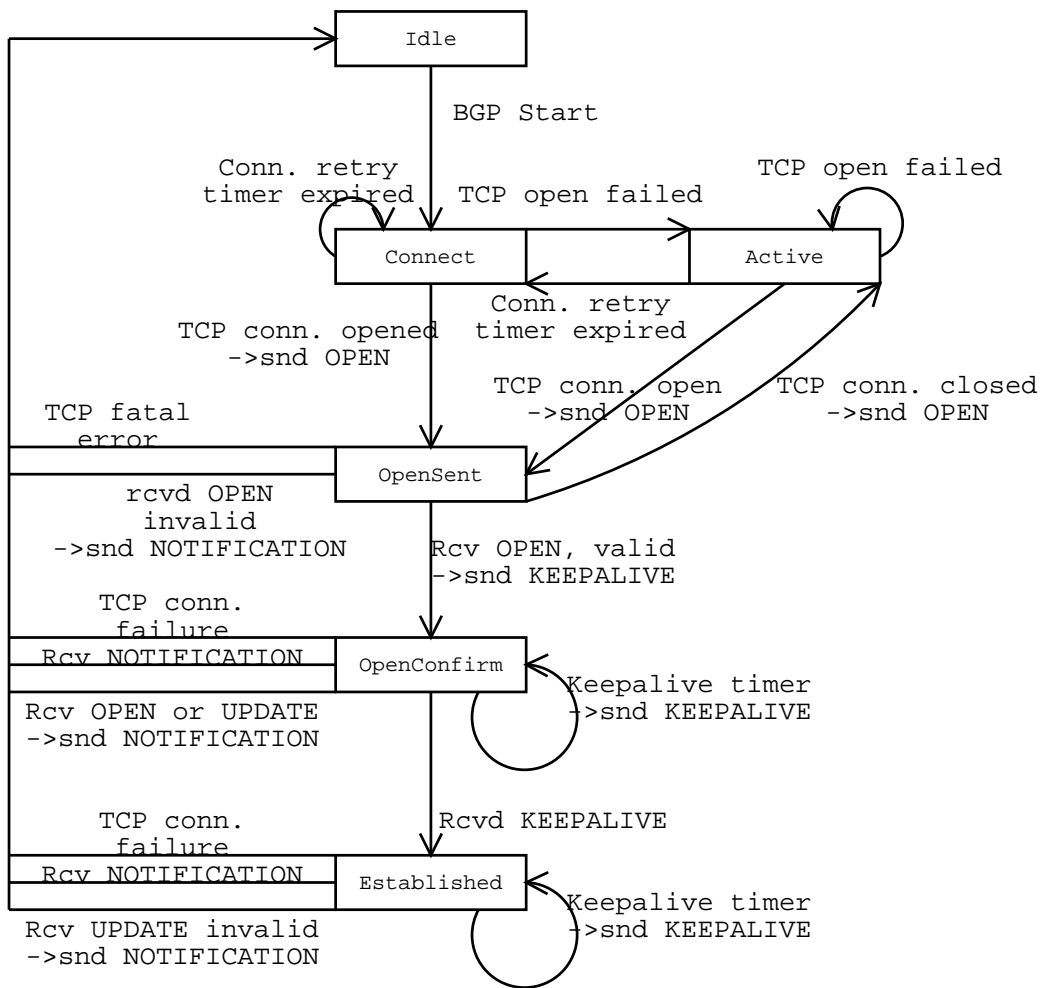 Idle
BGP Start
Conn. retry
timer expired
TCP open failed
TCP open failed
Connect
Active
Conn. retry
timer expired
TCP conn. opened
->snd OPEN
TCP conn. open
->snd OPEN
TCP conn. closed
->snd OPEN
TCP fatal
error
OpenSent
rcvd OPEN
invalid
->snd NOTIFICATION
Rcv OPEN, valid
->snd KEEPALIVE
TCP conn.
failure
Rcv NOTIFICATION
OpenConfirm
Keepalive timer
->snd KEEPALIVE
Rcv OPEN or UPDATE
->snd NOTIFICATION
TCP conn.
failure
Rcvd KEEPALIVE
Rcv NOTIFICATION
Established
Keepalive timer
->snd KEEPALIVE
Rcv UPDATE invalid
->snd NOTIFICATION